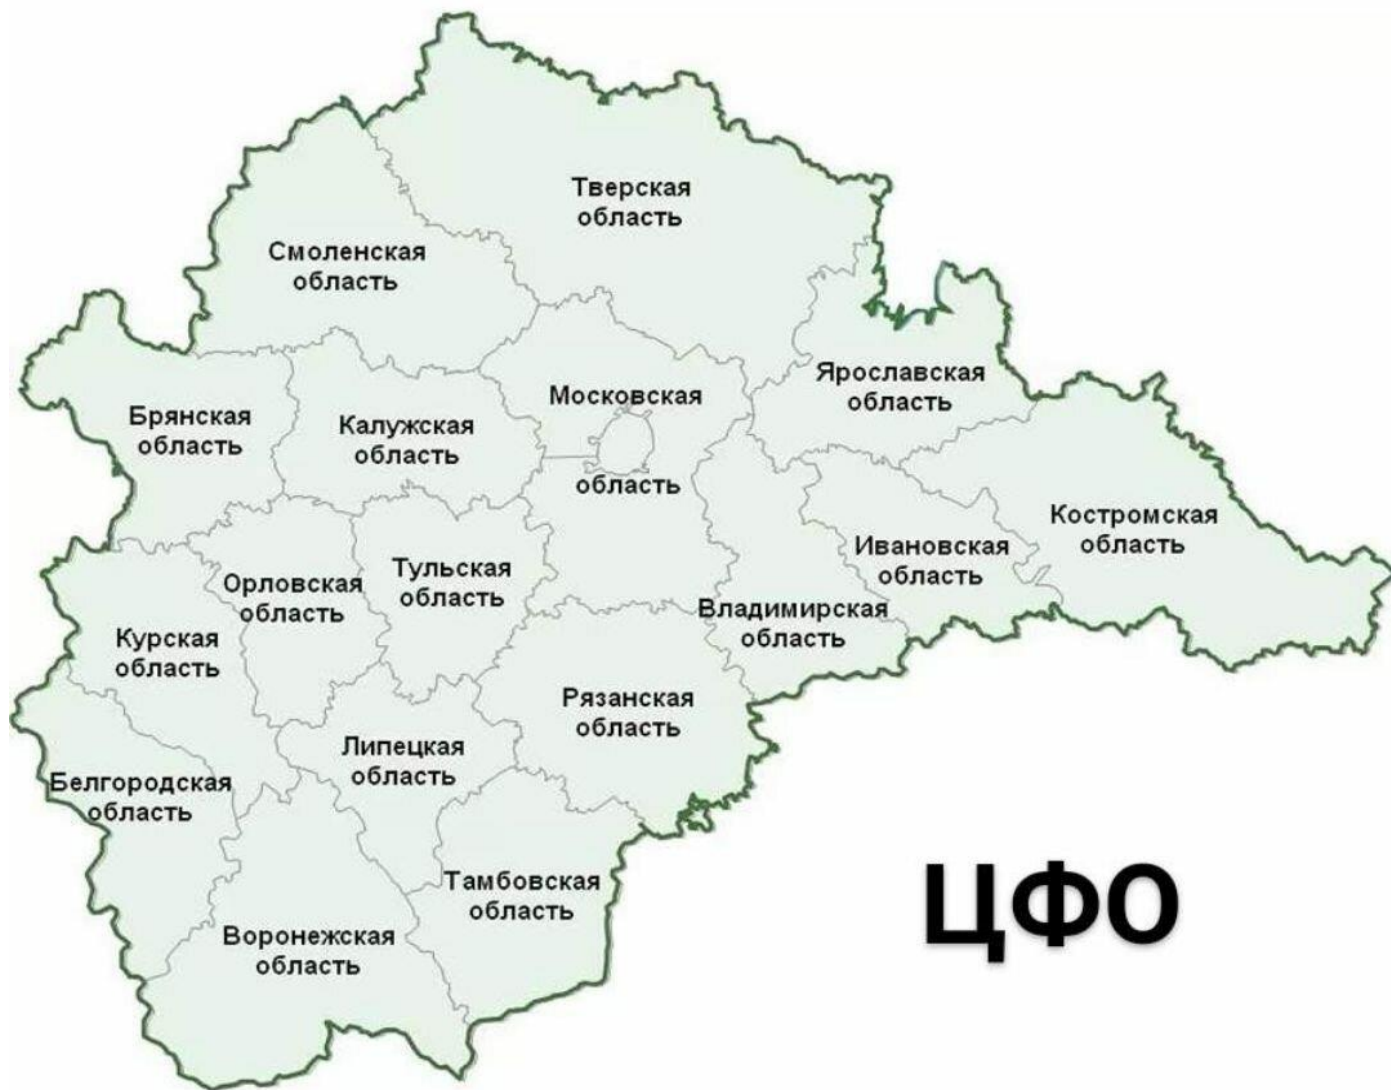 Тверская
область
Смоленская
область
Ярославская
область
Московская
область
Брянская
область
Калужская
область
Костромская
область
Ивановская
область
Тульская
область
Орловская
область
Владимирская
область
Курская
область
Рязанская
область
Липецкая
область
Белгородская
область
Тамбовская
область
Воронежская
область
ЦФО